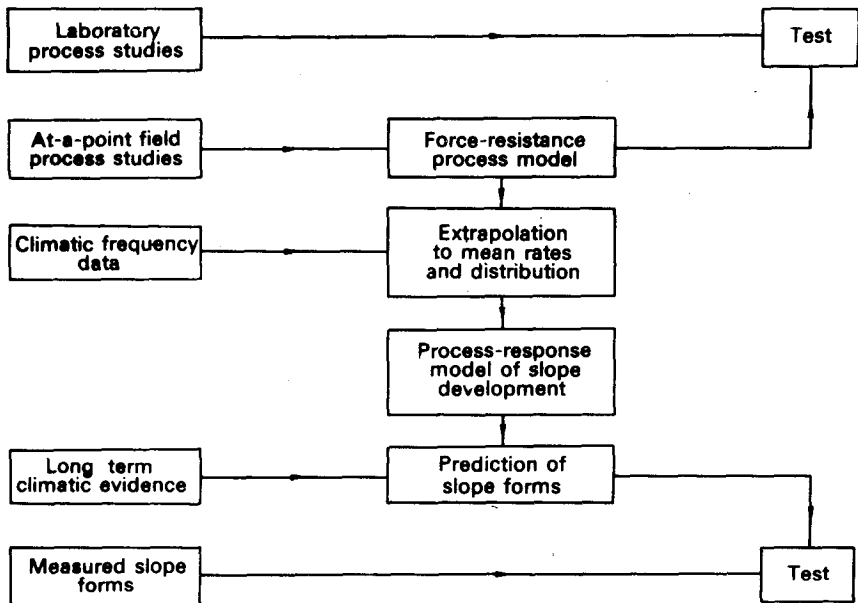 Laboratory
process studies
Test
At-a-point field
process studies
Force-resistance
process model
Climatic frequency
data
Extrapolation
to mean rates
and distribution
Process-response
model of slope
development
Long term
climatic evidence
Prediction of
slope forms
Measured slope
forms
Test